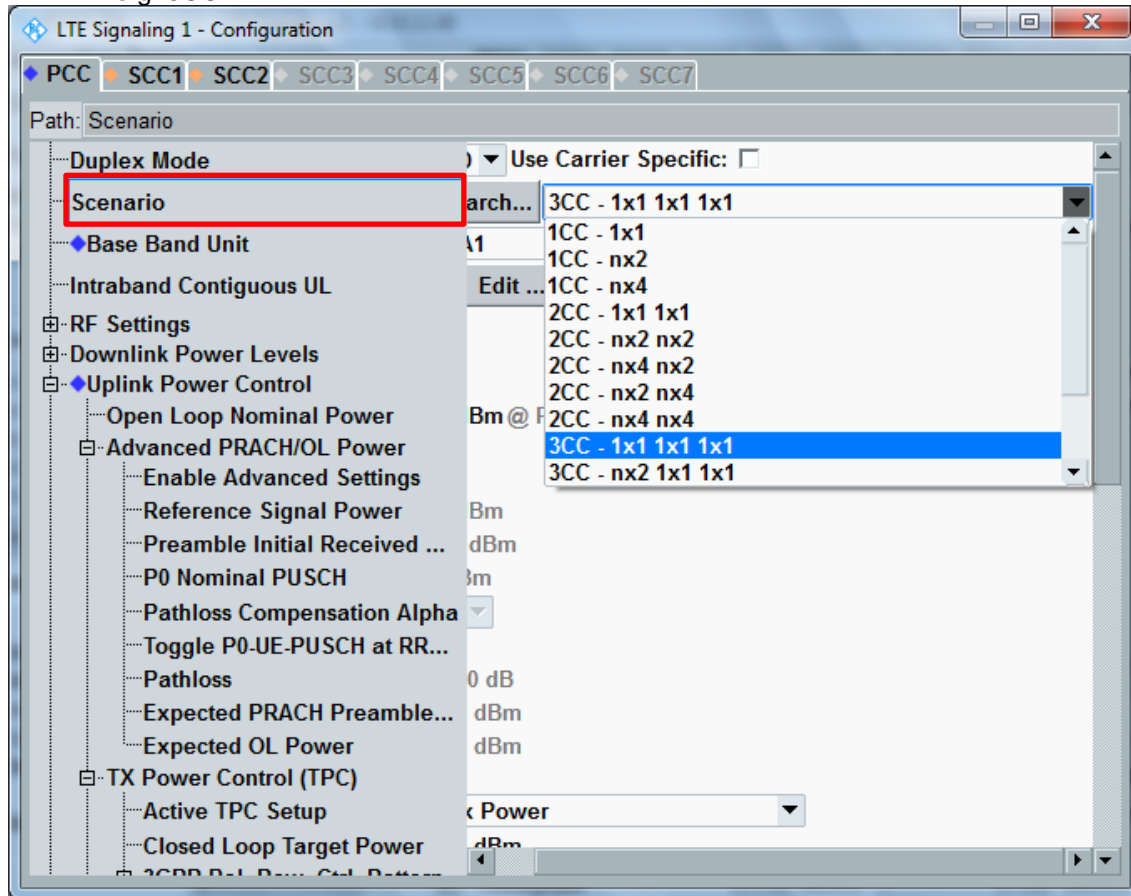 LTE Signaling 1 - Configuration
PCC SCC1 SCC2 SCC3 SCC4 SCC5 SCC6 SCC7
Path: Scenario
Duplex Mode Use Carrier Specific:
Scenario arch... 3CC - 1x1 1x1 1x1
1CC - 1x1
Base Band Unit A1
1CC - nx2
Intraband Contiguous UL Edit ... 1CC - nx4
2CC - 1x1 1x1
RF Settings
2CC - nx2 nx2
Downlink Power Levels
2CC - nx4 nx2
Uplink Power Control
2CC - nx2 nx4
Open Loop Nominal Power Bm @
2CC - nx4 nx4
Advanced PRACH/OL Power
3CC - 1x1 1x1 1x1
Enable Advanced Settings
3CC - nx2 1x1 1x1
Reference Signal Power Bm
Preamble Initial Received ... dBm
P0 Nominal PUSCH Bm
Pathloss Compensation Alpha
Toggle P0-UE-PUSCH at RR...
Pathloss 0 dB
Expected PRACH Preamble... dBm
Expected OL Power dBm
TX Power Control (TPC)
Active TPC Setup x Power
Closed Loop Target Power dBm